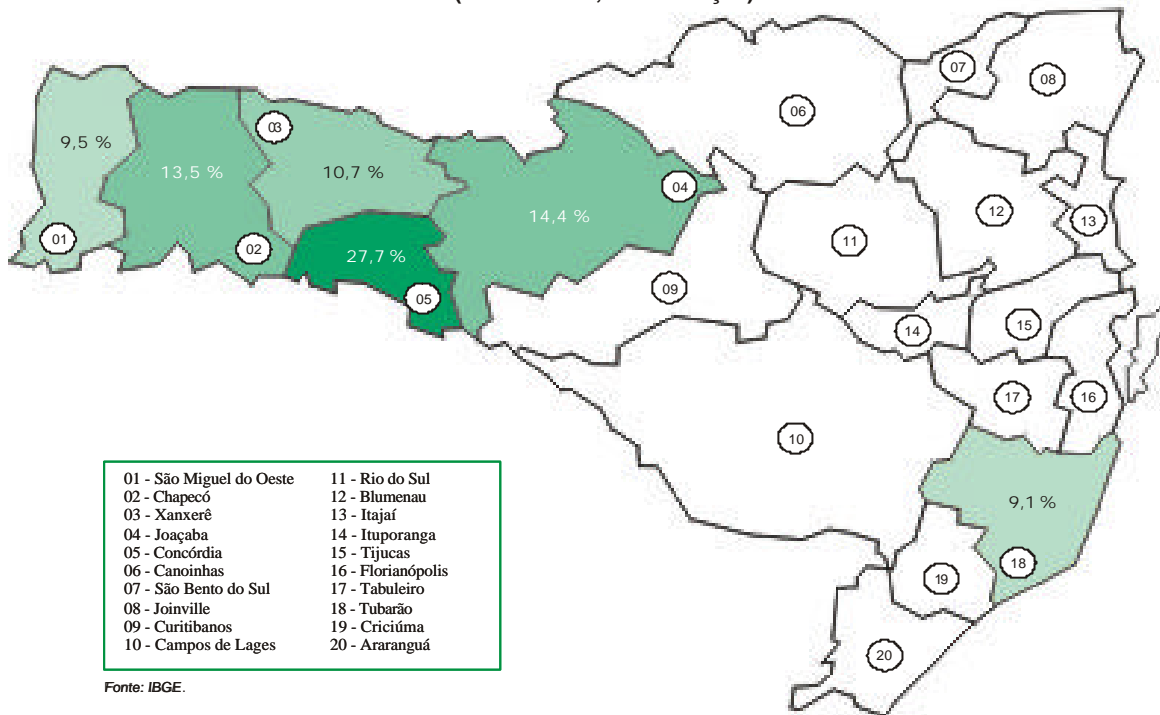 07
08
06
03
9,5 %
13,5 %
10,7 %
04
14,4 %
12
13
01
02
11
27,7 %
09
05
15
14
17
16
10
01 - São Miguel do Oeste
02 - Chapecó
03 - Xanxerê
04 - Joaçaba
05 - Concórdia
06 - Canoinhas
07 - São Bento do Sul
08 - Joinville
09 - Curitibanos
10 - Campos de Lages
11 - Rio do Sul
12 - Blumenau
13 - Itajaí
14 - Ituporanga
15 - Tijucas
16 - Florianópolis
17 - Tabuleiro
18 - Tubarão
19 - Criciúma
20 - Araranguá
9,1 %
18
19
20
Fonte: IBGE.